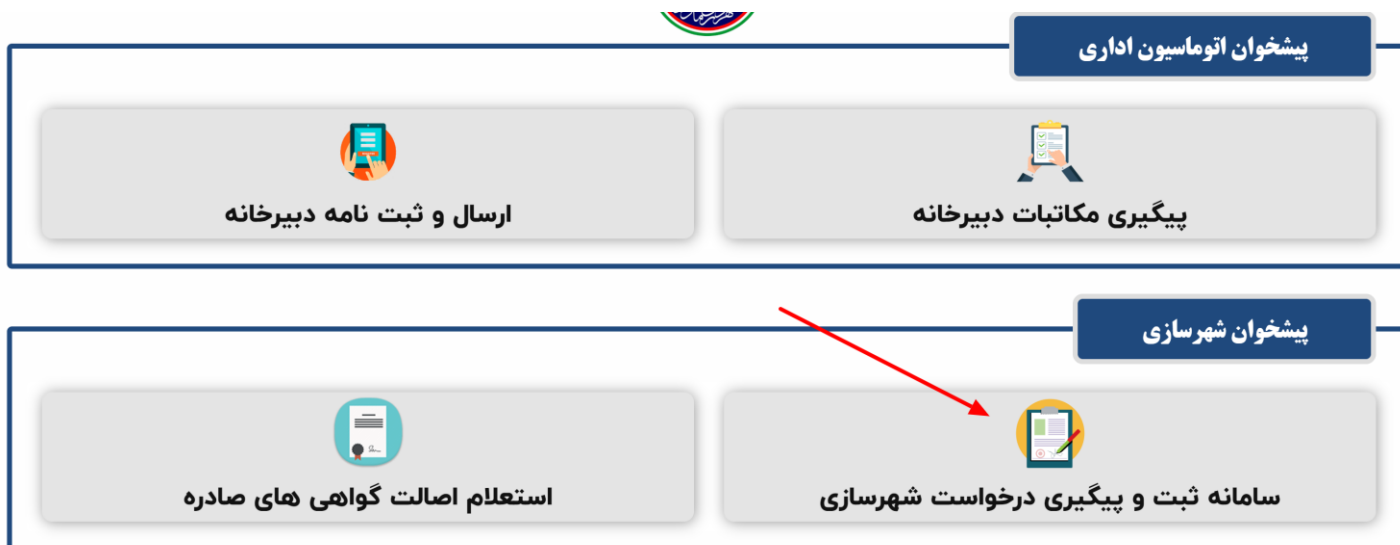 پیشخوان اتوماسیون اداری
پیگیری مکاتبات دبیرخانه
ارسال و ثبت نامه دبیرخانه
پیشخوان شهرسازی
سامانه ثبت و پیگیری درخواست شهرسازی
استعلام اصالت گواهی های صادره